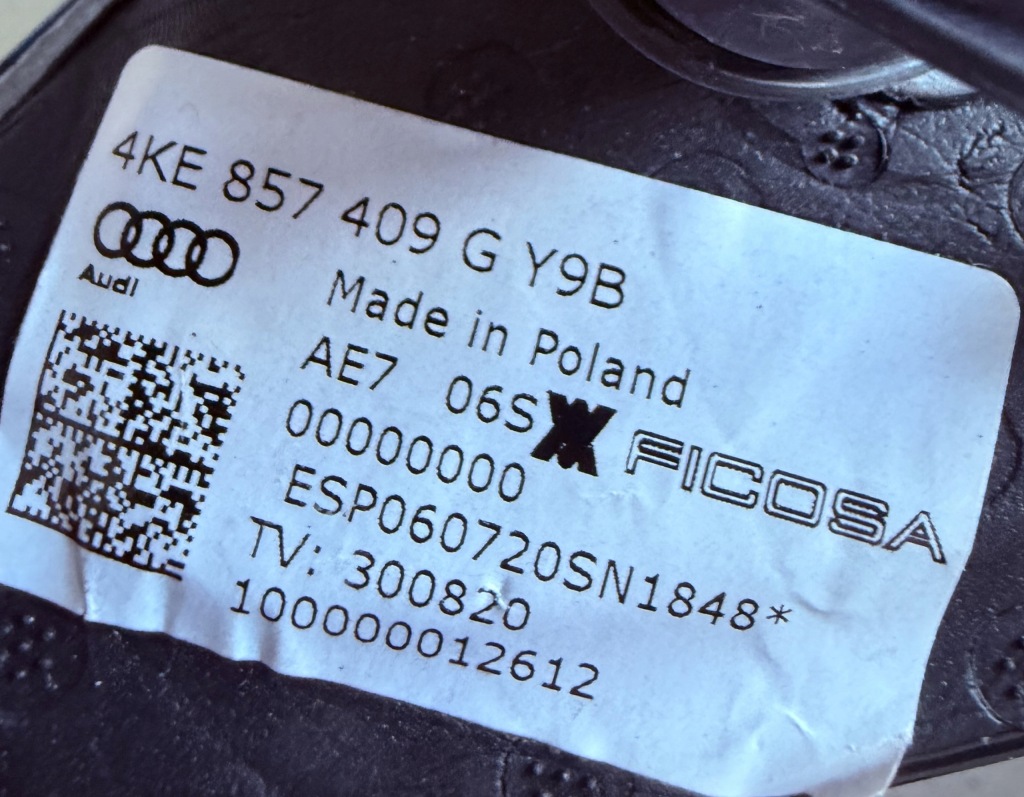 4KE 857 409 G Y9B
Audi
Made in Poland
AE7 06S
FICOSA
00000000
ESP060720SN1848*
TV: 300820
100000012612